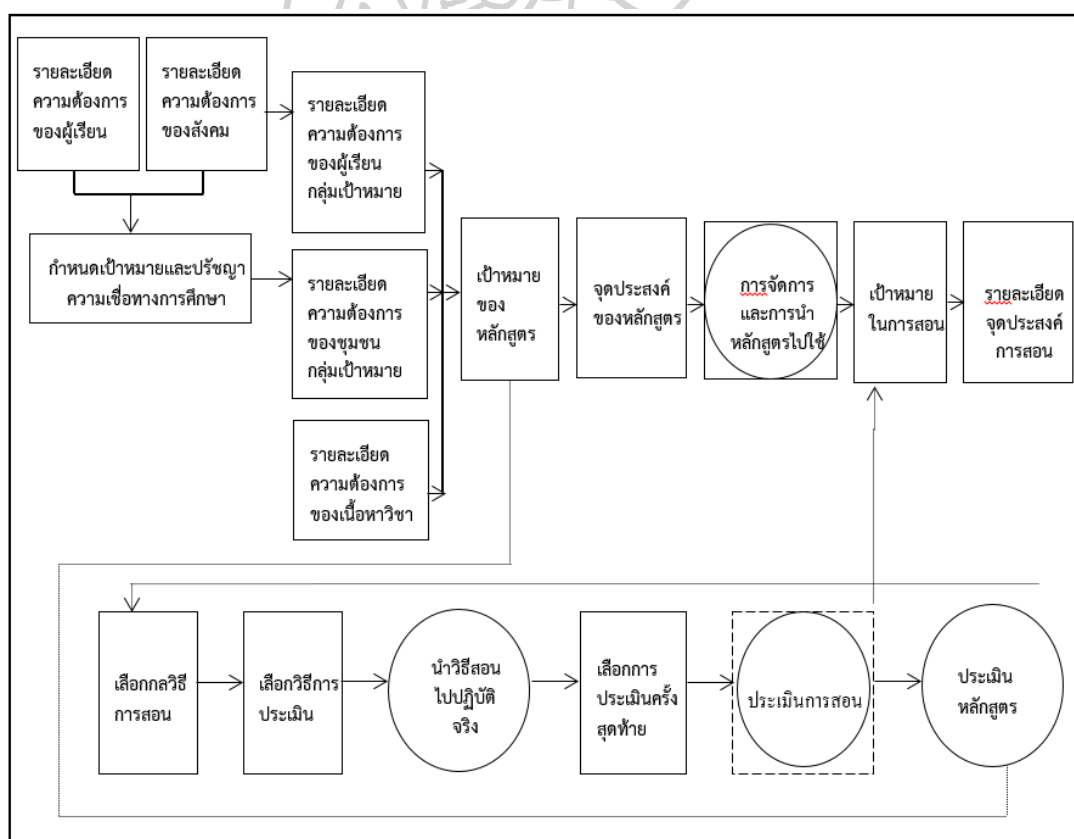 รายละเอียด
ความต้องการ
ของผู้เรียน
รายละเอียด
ความต้องการ
ของสังคม
รายละเอียด
ความต้องการ
ของผู้เรียน
กลุ่มเป้าหมาย
กำหนดเป้าหมายและปรัชญา
ความเชื่อทางการศึกษา
รายละเอียด
ความต้องการ
ของชุมชน
กลุ่มเป้าหมาย
รายละเอียด
ความต้องการ
ของเนื้อหาวิชา
เป้าหมาย
ของ
หลักสูตร
จุดประสงค์
ของหลักสูตร
การจัดการ
และการนำ
หลักสูตรไปใช้
เป้าหมาย
ในการสอน
รายละเอียด
จุดประสงค์
การสอน
เลือกกลวิธี
การสอน
เลือกวิธีการ
ประเมิน
นำวิธีสอน
ไปปฏิบัติ
จริง
เลือกการ
ประเมินครั้ง
สุดท้าย
ประเมินการสอน
ประเมิน
หลักสูตร